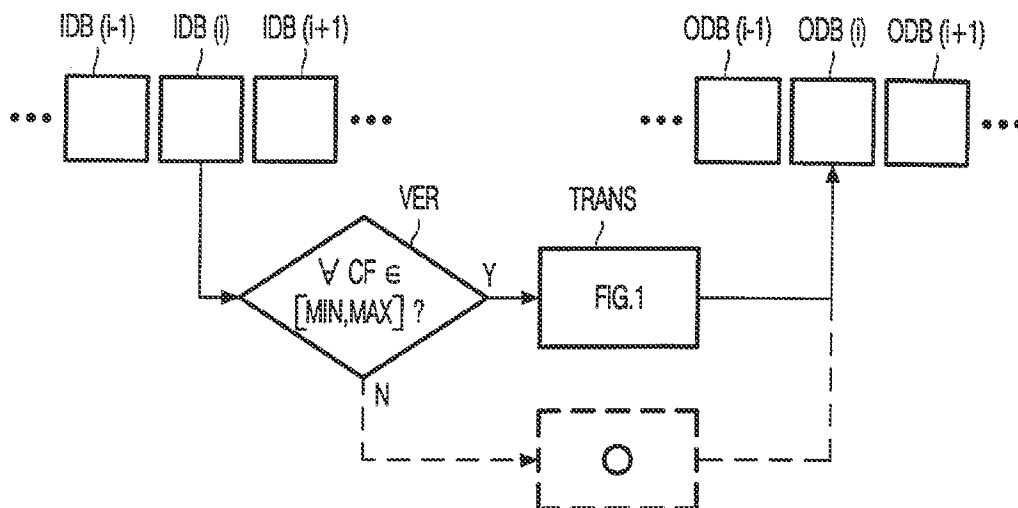 IDB (i-1) IDB (i) IDB (i+1) ODB (i-1) ODB (i) ODB (i+1)
VER TRANS
∀ CF ∈ Y
[MIN,MAX] ? FIG.1
N